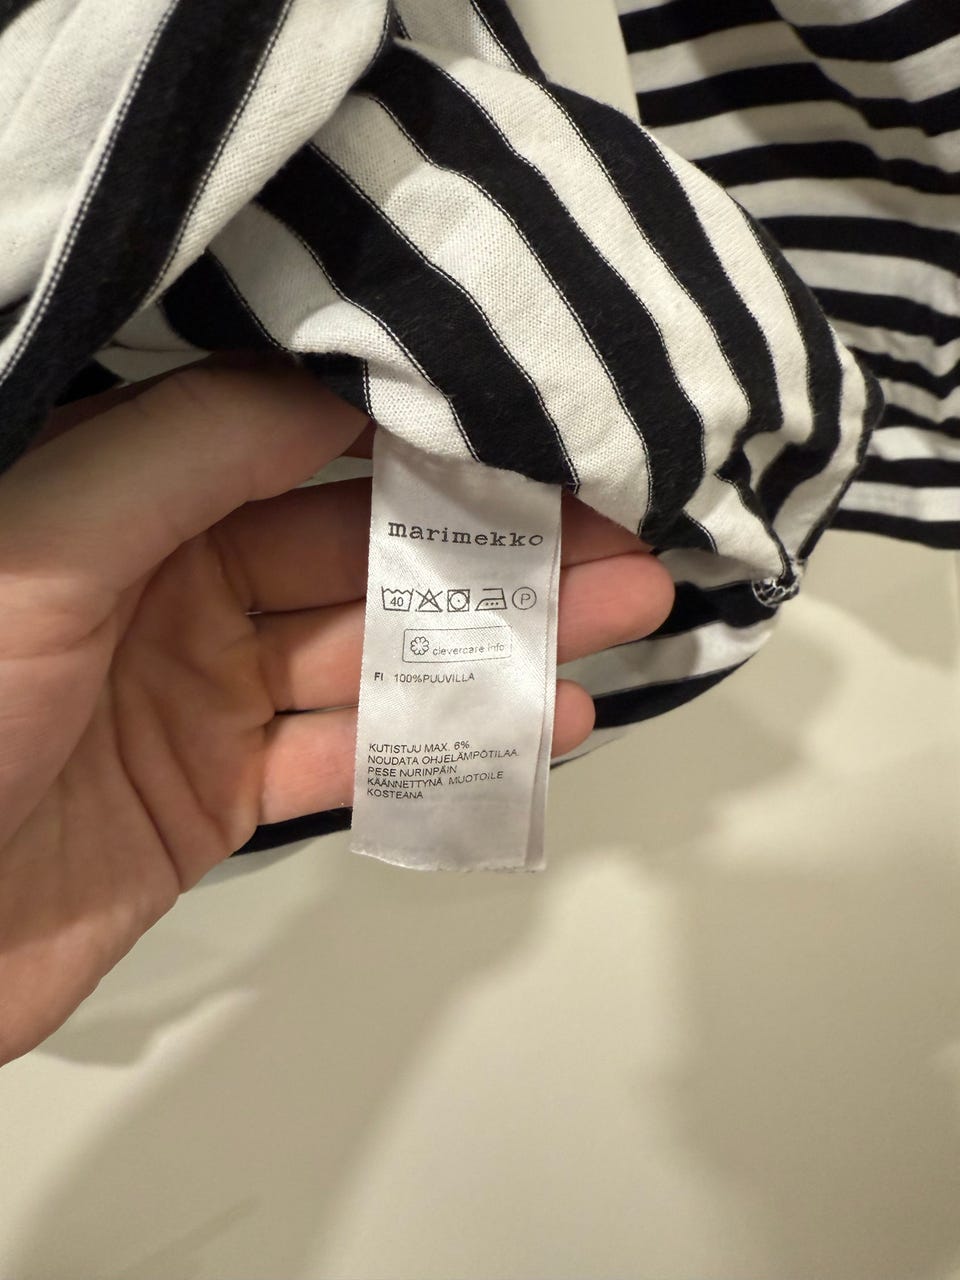 marimekko
40 P
clevercare info
FI 100%PUUVILLA
KUTISTUU MAX. 6%.
NOUDATA OHJELÄMPÖTILAA.
PESE NURINPÄIN
KÄÄNNETTYNÄ. MUOTOILE
KOSTEANA